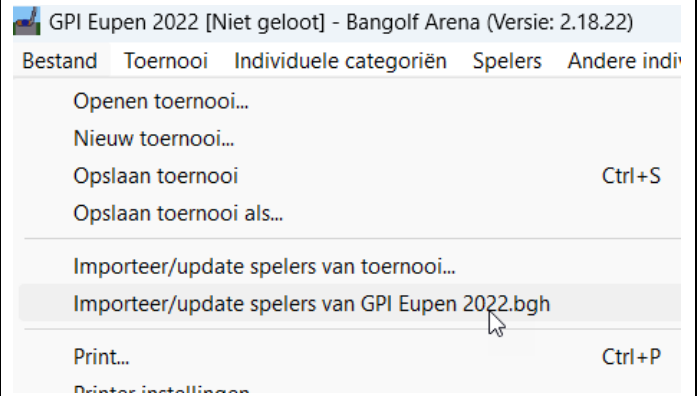 GPI Eupen 2022 [Niet geloot] - Bangolf Arena (Versie: 2.18.22)
Bestand Toernooi Individuele categoriën Spelers Andere indiv
Openen toernooi...
Nieuw toernooi...
Opslaan toernooi Ctrl+S
Opslaan toernooi als...
Importeer/update spelers van toernooi...
Importeer/update spelers van GPI Eupen 2022.bgh
Print... Ctrl+P
Printer instellingen